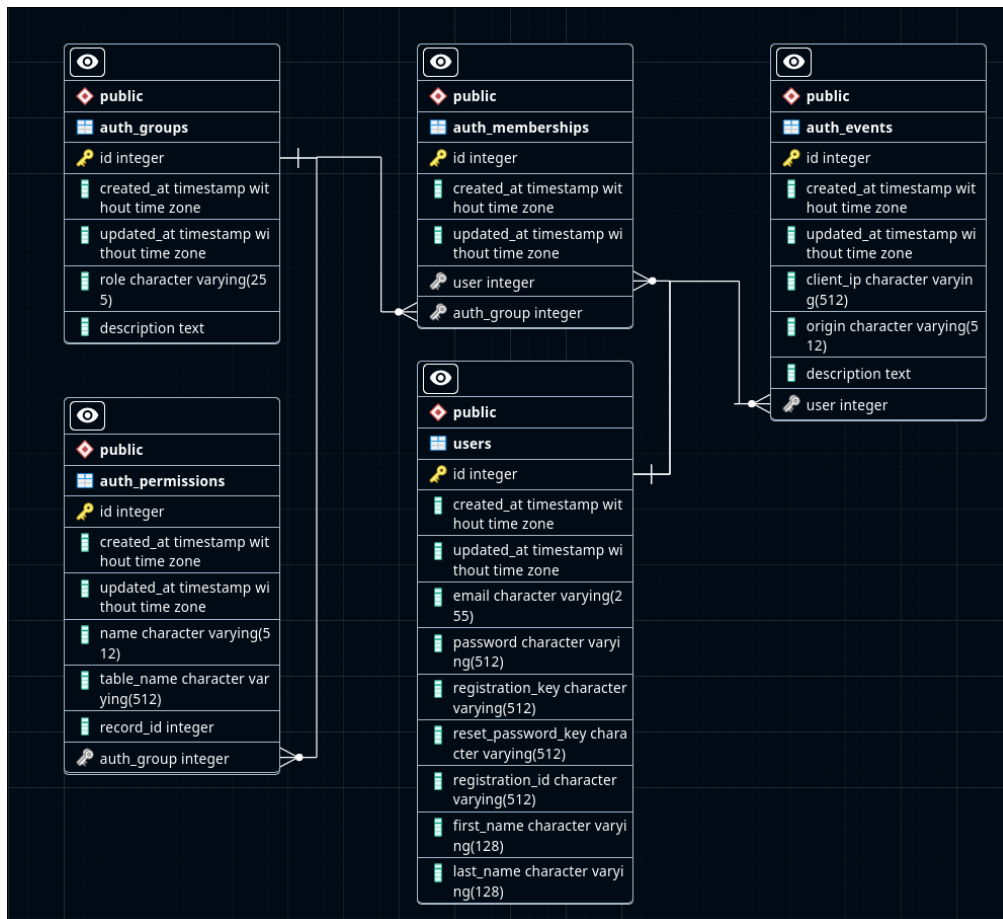 public
auth_groups
id integer
created_at timestamp wit
hout time zone
updated_at timestamp wi
thout time zone
role character varying(25
5)
description text
public
auth_memberships
id integer
created_at timestamp wit
hout time zone
updated_at timestamp wi
thout time zone
user integer
auth_group integer
public
auth_events
id integer
created_at timestamp wit
hout time zone
updated_at timestamp wi
thout time zone
client_ip character varyin
g(512)
origin character varying(5
12)
description text
user integer
public
auth_permissions
id integer
created_at timestamp wit
hout time zone
updated_at timestamp wi
thout time zone
name character varying(5
12)
table_name character var
ying(512)
record_id integer
auth_group integer
public
users
id integer
created_at timestamp wit
hout time zone
updated_at timestamp wi
thout time zone
email character varying(2
55)
password character varyi
ng(512)
registration_key character
varying(512)
reset_password_key chara
cter varying(512)
registration_id character
varying(512)
first_name character varyi
ng(128)
last_name character varyi
ng(128)